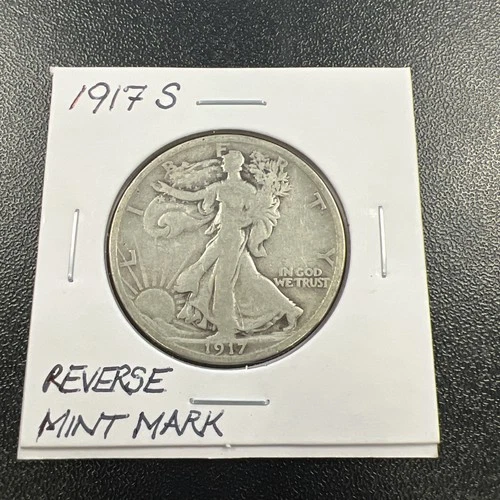 1917 S
LIBERTY
IN GOD
WE TRUST
1917
REVERSE
MINT MARK